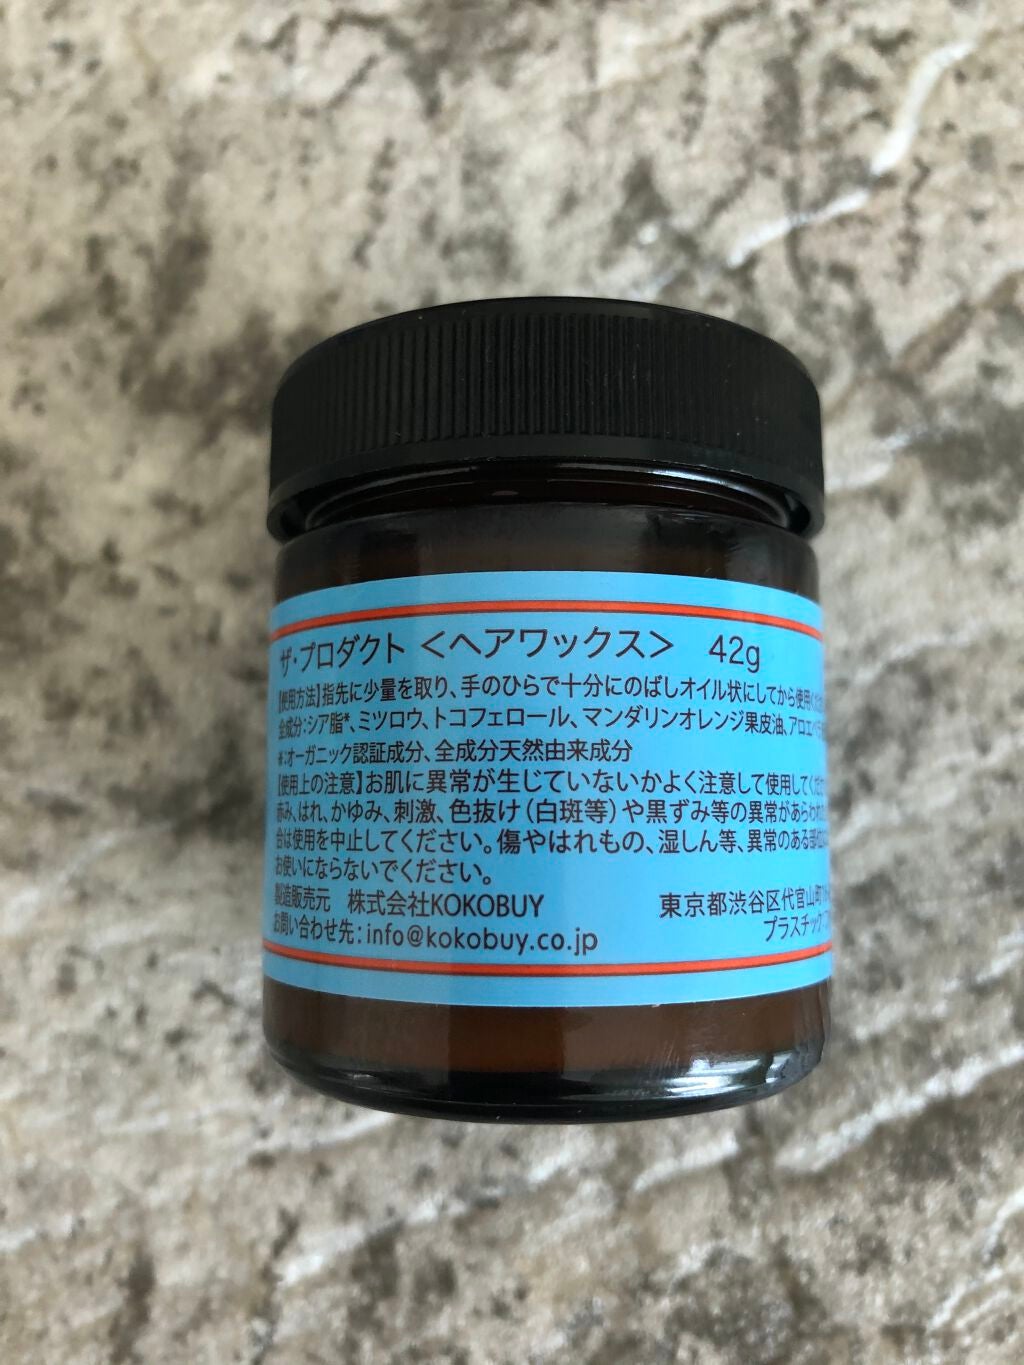 ザ・プロダクト＜ヘアワックス＞ 42g
【使用方法】指先に少量を取り、手のひらで十分にのばしオイル状にしてから使用
全成分：シア脂*、ミツロウ、トコフェロール、マンダリンオレンジ果皮油、アロエベラ
*：オーガニック認証成分、全成分天然由来成分
【使用上の注意】お肌に異常が生じていないかよく注意して使用してくだ
赤み、はれ、かゆみ、刺激、色抜け（白斑等）や黒ずみ等の異常があらわれ
合は使用を中止してください。傷やはれもの、湿しん等、異常のある部位
お使いにならないでください。
製造販売元 株式会社KOKOBUY 東京都渋谷区代官山町
お問い合わせ先：info@kokobuy.co.jp プラスチック：